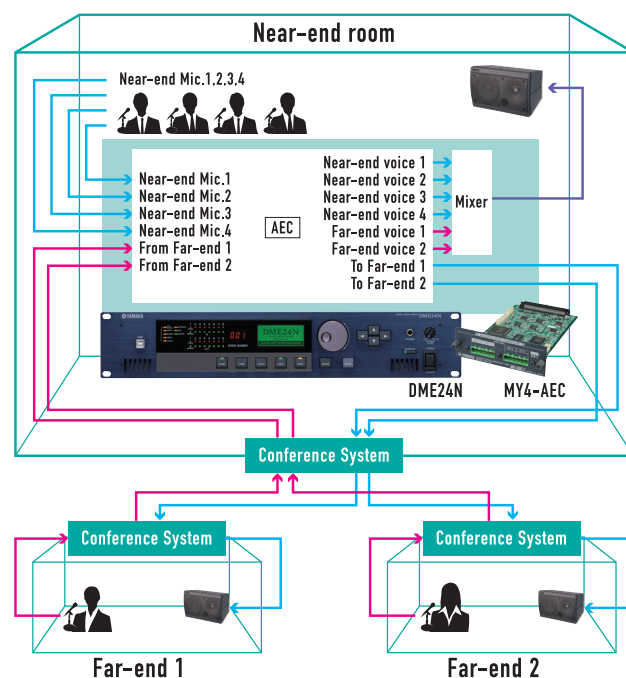 Near-end room
Near-end Mic.1,2,3,4
Near-end Mic.1
Near-end Mic.2
Near-end Mic.3
Near-end Mic.4
From Far-end 1
From Far-end 2
AEC
Near-end voice 1
Near-end voice 2
Near-end voice 3
Near-end voice 4
Far-end voice 1
Far-end voice 2
To Far-end 1
To Far-end 2
Mixer
YAMAHA
DME24N
001
DME24N
DME24N
MY4-AEC
Conference System
Conference System
Conference System
Far-end 1
Far-end 2